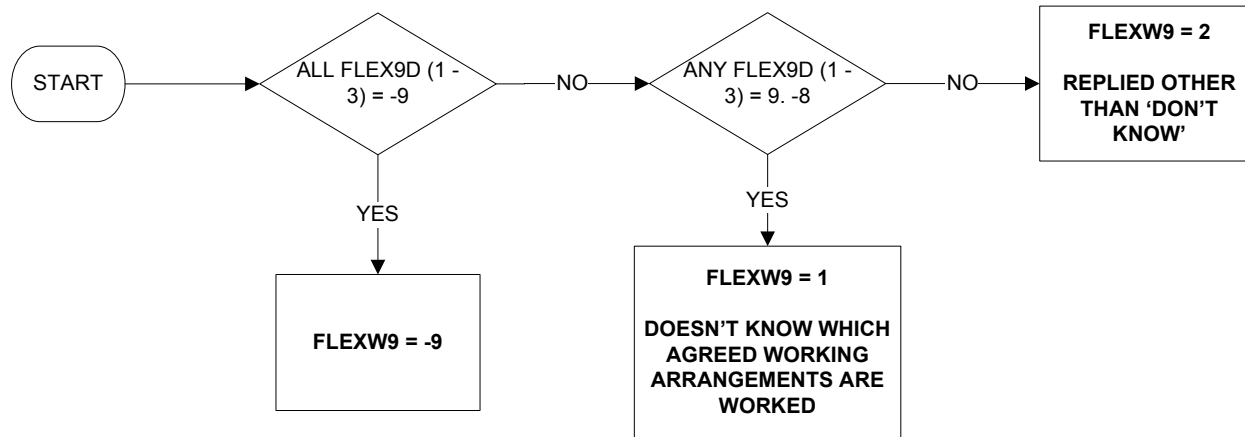 START
ALL FLEX9D (1 -
3) = -9
NO
ANY FLEX9D (1 -
3) = 9. -8
NO
FLEXW9 = 2
REPLIED OTHER
THAN ‘DON’T
KNOW’
YES
FLEXW9 = -9
YES
FLEXW9 = 1
DOESN’T KNOW WHICH
AGREED WORKING
ARRANGEMENTS ARE
WORKED